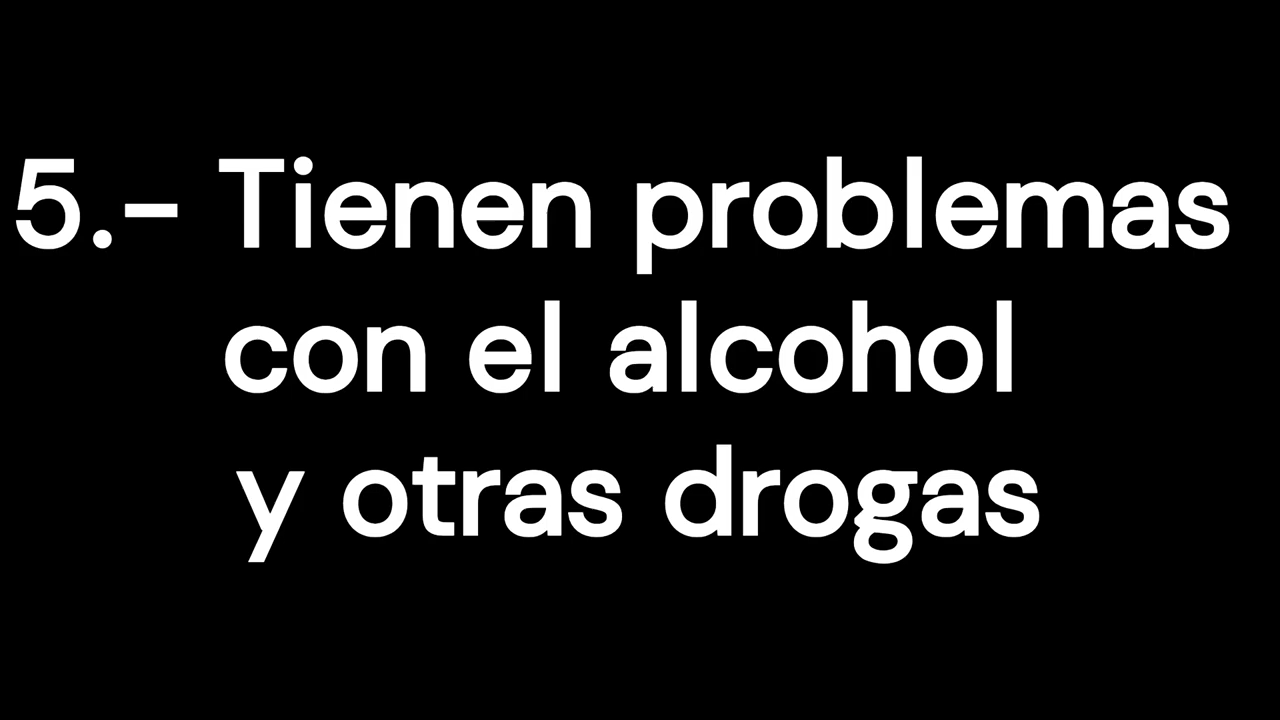 5.- Tienen problemas
con el alcohol
y otras drogas